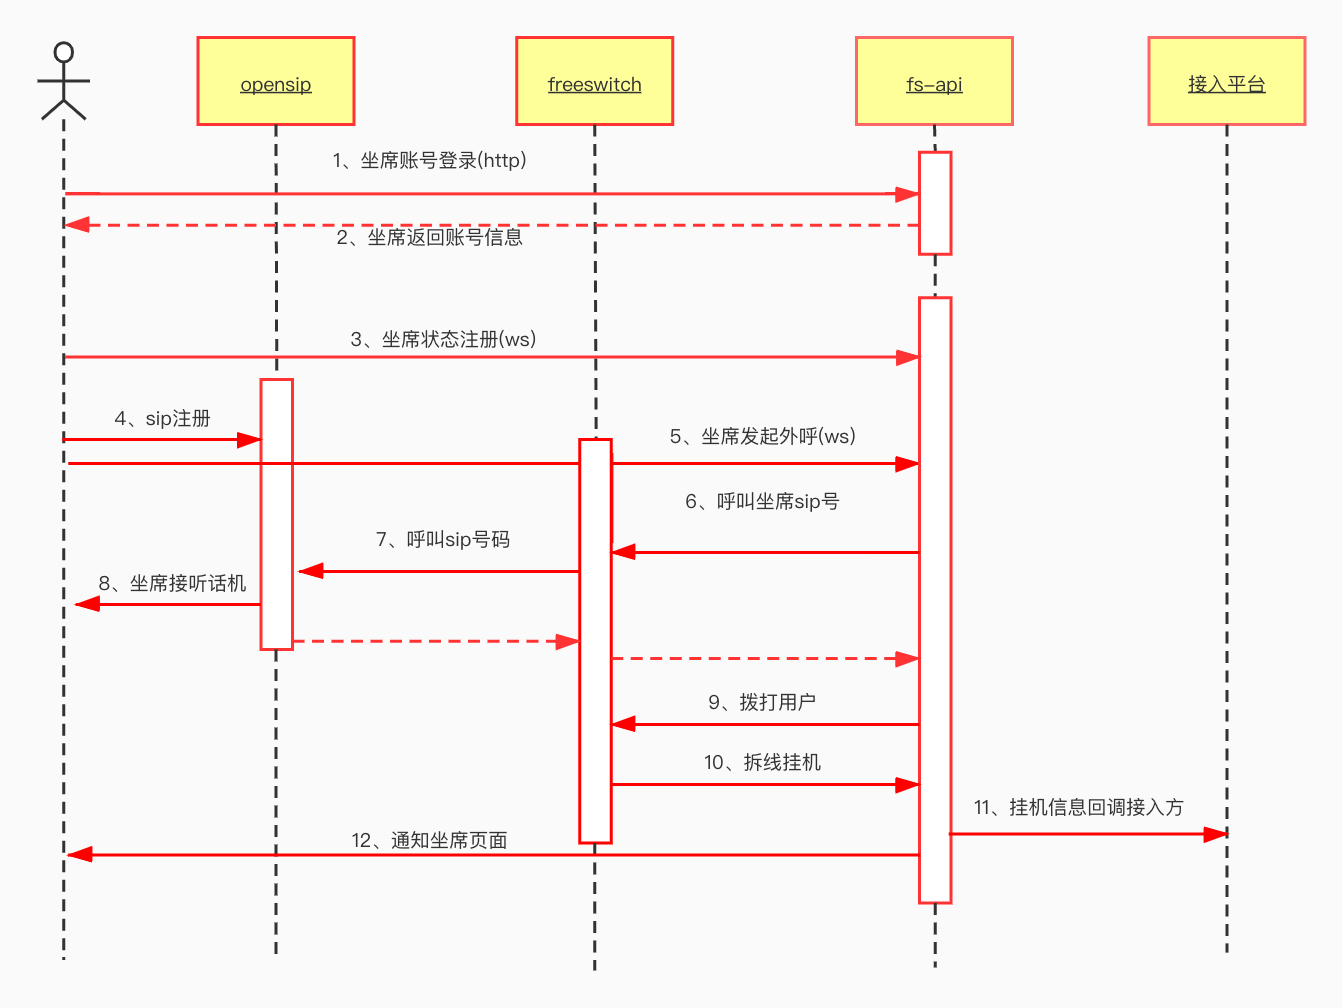 opensip
freeswitch
fs-api
接入平台
1、坐席账号登录(http)
2、坐席返回账号信息
3、坐席状态注册(ws)
4、sip注册
5、坐席发起外呼(ws)
6、呼叫坐席sip号
7、呼叫sip号码
8、坐席接听话机
9、拨打用户
10、拆线挂机
11、挂机信息回调接入方
12、通知坐席页面